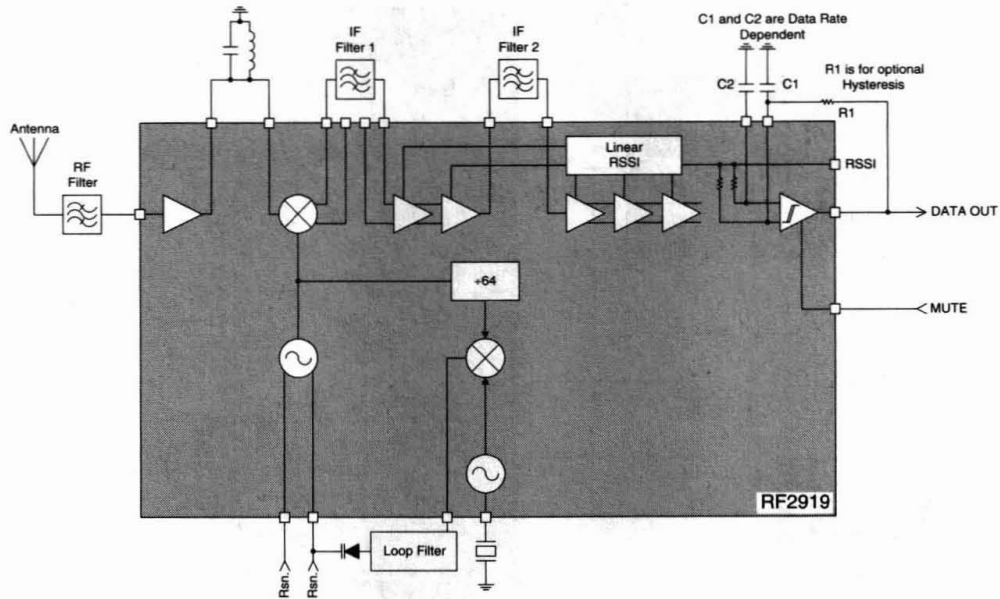 C1 and C2 are Data Rate
Dependent
IF
Filter 1
IF
Filter 2
C2
C1
R1 is for optional
Hysteresis
R1
Antenna
RF
Filter
Linear
RSSI
RSSI
DATA OUT
÷64
MUTE
RF2919
Loop Filter
Rsn.
Rsn.